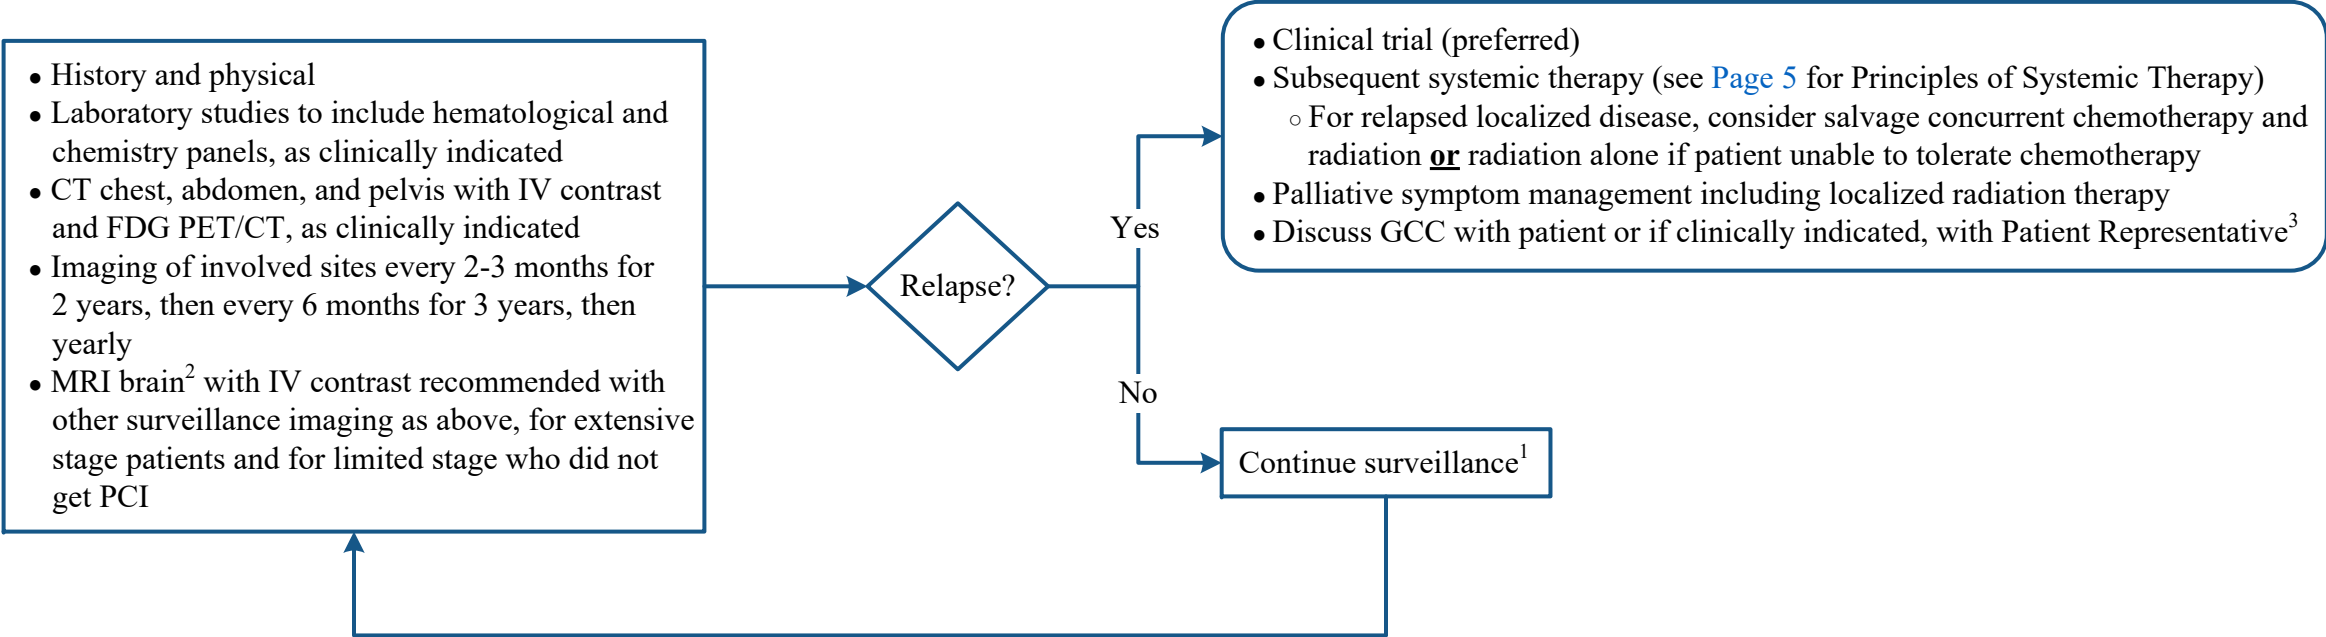 • History and physical
• Laboratory studies to include hematological and
chemistry panels, as clinically indicated
• CT chest, abdomen, and pelvis with IV contrast
and FDG PET/CT, as clinically indicated
• Imaging of involved sites every 2-3 months for
2 years, then every 6 months for 3 years, then
yearly
• MRI brain² with IV contrast recommended with
other surveillance imaging as above, for extensive
stage patients and for limited stage who did not
get PCI
Relapse?
Yes
• Clinical trial (preferred)
• Subsequent systemic therapy (see Page 5 for Principles of Systemic Therapy)
○ For relapsed localized disease, consider salvage concurrent chemotherapy and
radiation or radiation alone if patient unable to tolerate chemotherapy
• Palliative symptom management including localized radiation therapy
• Discuss GCC with patient or if clinically indicated, with Patient Representative³
No
Continue surveillance¹